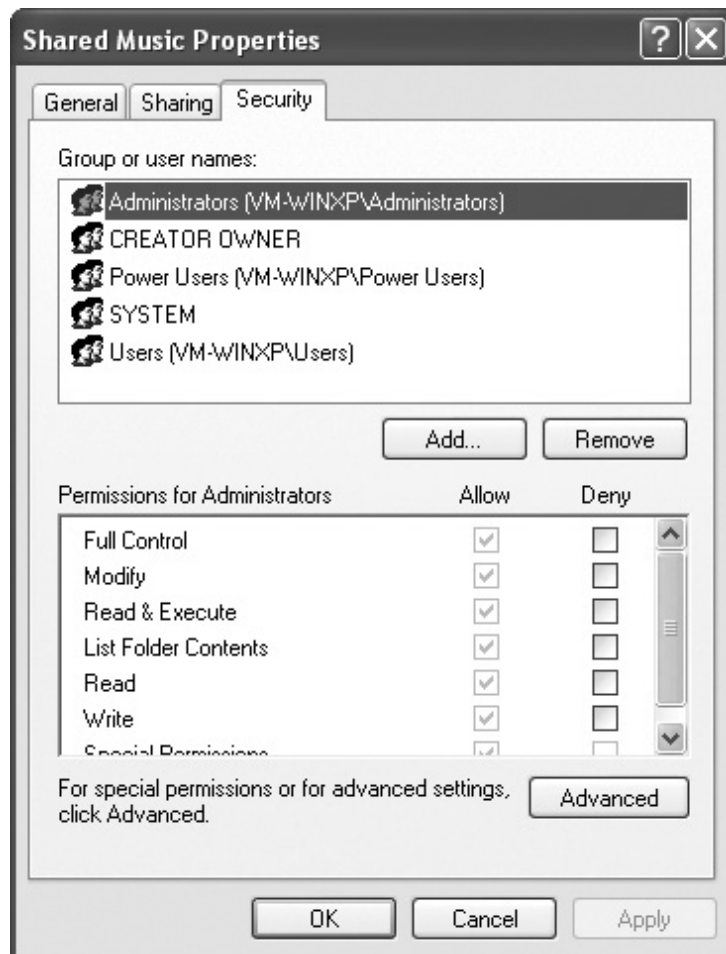 Shared Music Properties
General Sharing Security
Group or user names:
Administrators (VM-WINXP\Administrators)
CREATOR OWNER
Power Users (VM-WINXP\Power Users)
SYSTEM
Users (VM-WINXP\Users)
Add... Remove
Permissions for Administrators Allow Deny
Full Control
Modify
Read & Execute
List Folder Contents
Read
Write
Special Permissions
For special permissions or for advanced settings,
click Advanced.
Advanced
OK Cancel Apply